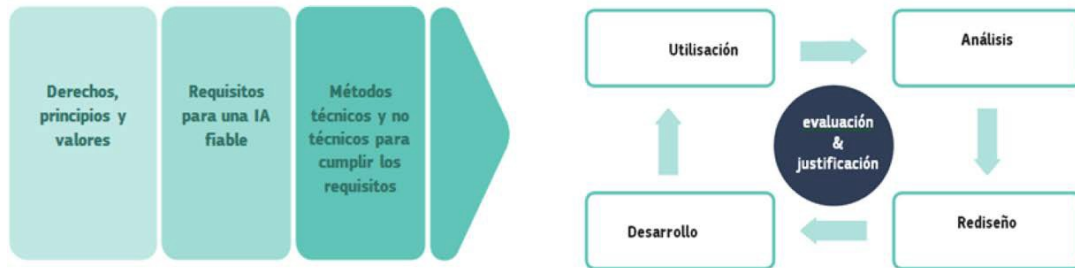 Derechos,
principios y
valores
Requisitos
para una IA
fiable
Métodos
técnicos y no
técnicos para
cumplir los
requisitos
Utilisación
Análisis
evaluación
&
justificación
Desarrollo
Rediseño